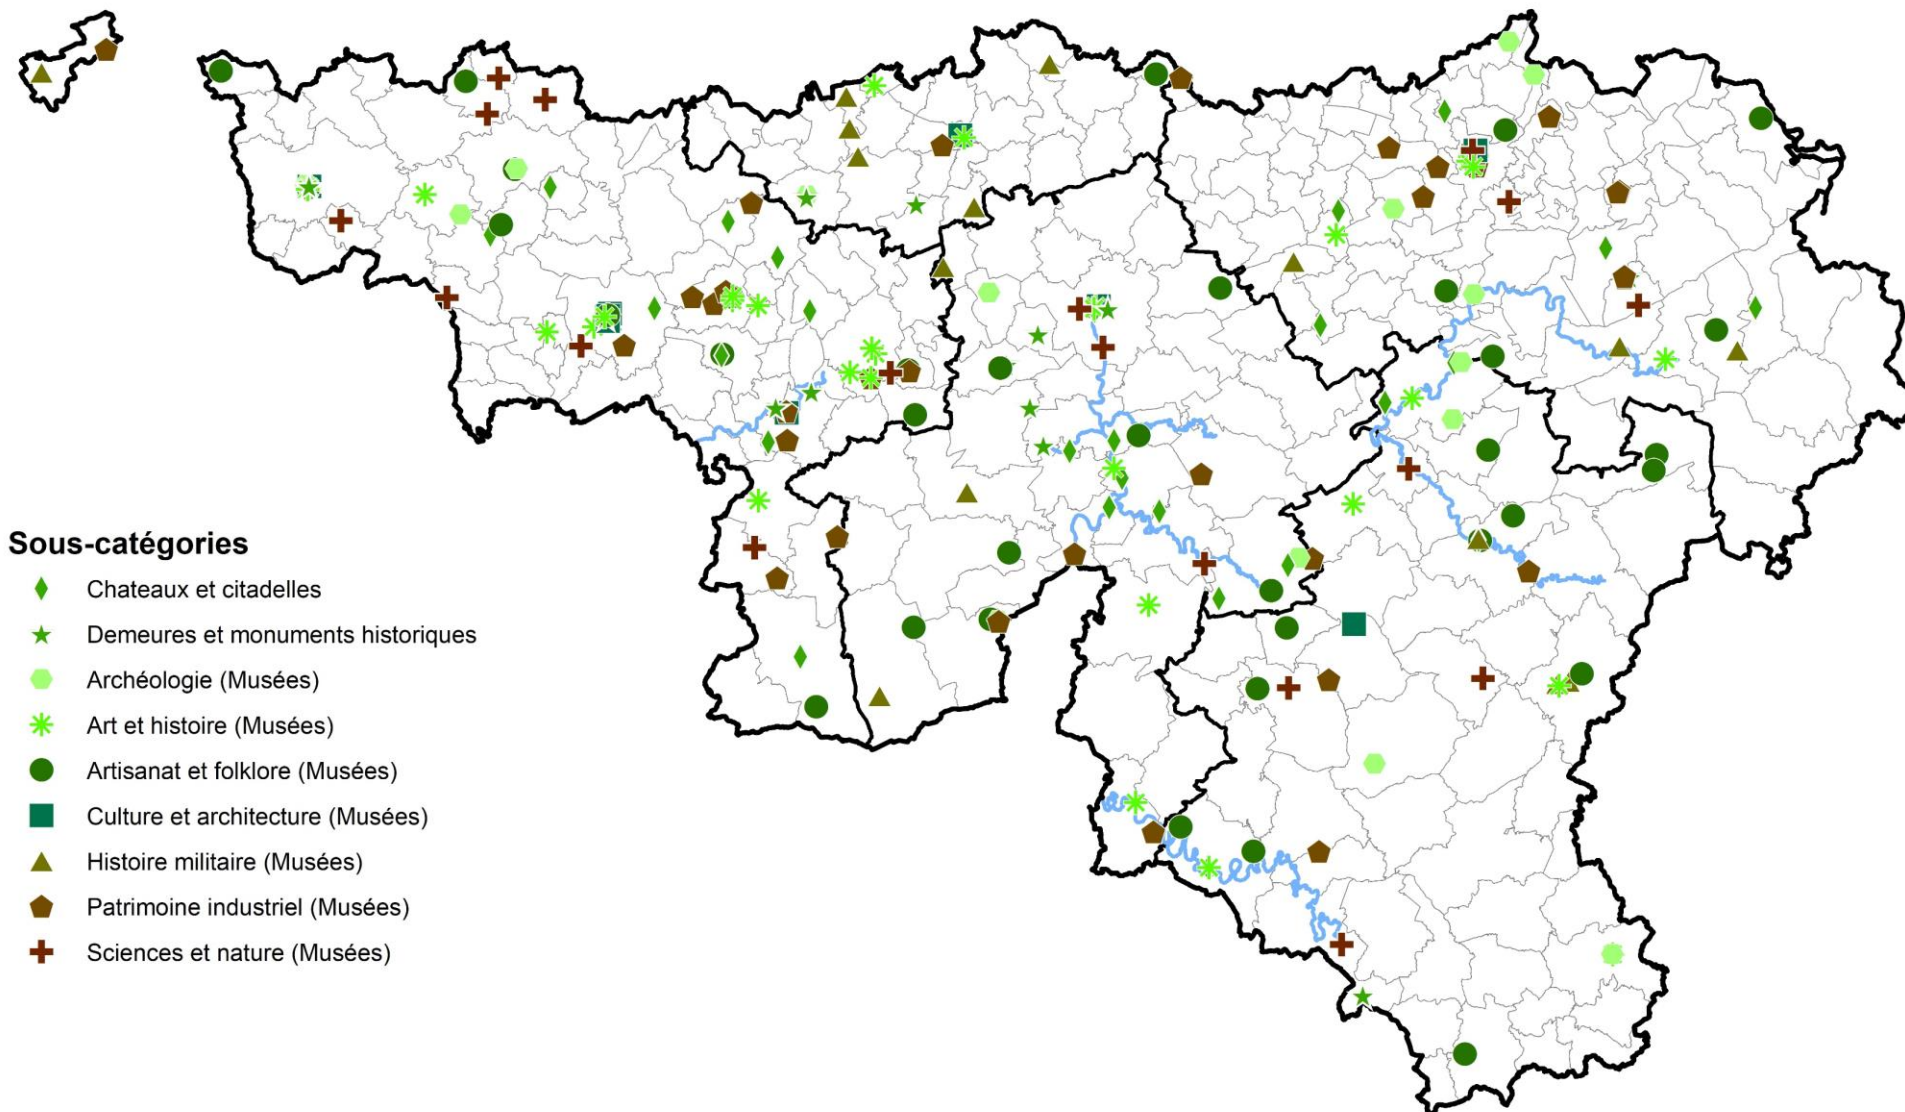 Sous-catégories
Chateaux et citadelles
Demeures et monuments historiques
Archéologie (Musées)
Art et histoire (Musées)
Artisanat et folklore (Musées)
Culture et architecture (Musées)
Histoire militaire (Musées)
Patrimoine industriel (Musées)
Sciences et nature (Musées)